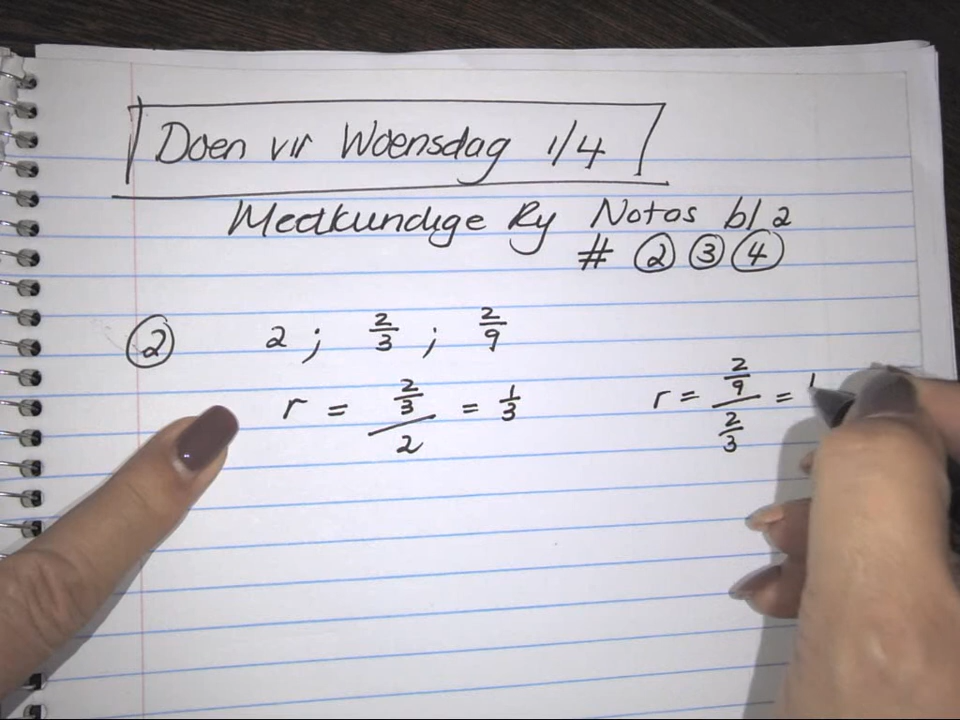 Doen vir Woensdag 1/4
Meetkundige Ry Notas bl 2
# ② ③ ④
② 2 ; 2/3 ; 2/9
r = (2/3)/2 = 1/3 r = (2/9)/(2/3) = 1